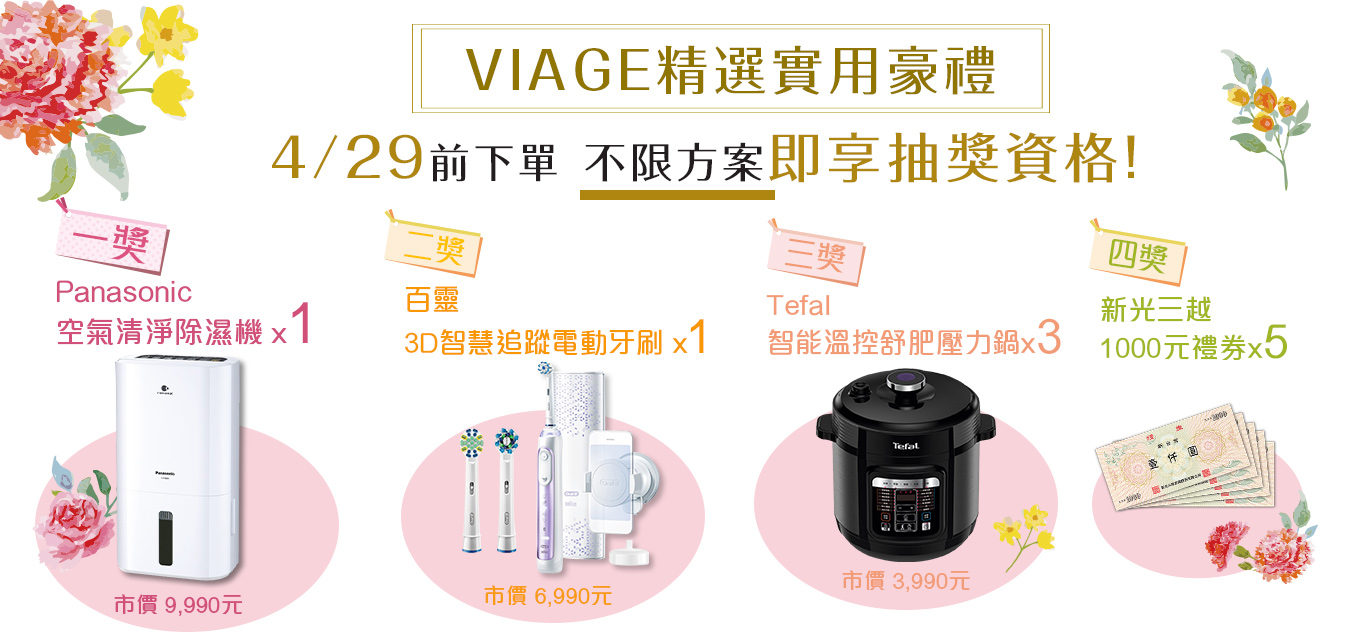 VIAGE精選實用豪禮
4/29前下單 不限方案即享抽獎資格!
一獎
Panasonic
空氣清淨除濕機 x1
Panasonic
市價 9,990元
二獎
百靈
3D智慧追蹤電動牙刷 x1
市價 6,990元
三獎
Tefal
智能溫控舒肥壓力鍋x3
Tefal
市價 3,990元
四獎
新光三越
1000元禮券x5
壹仟圓